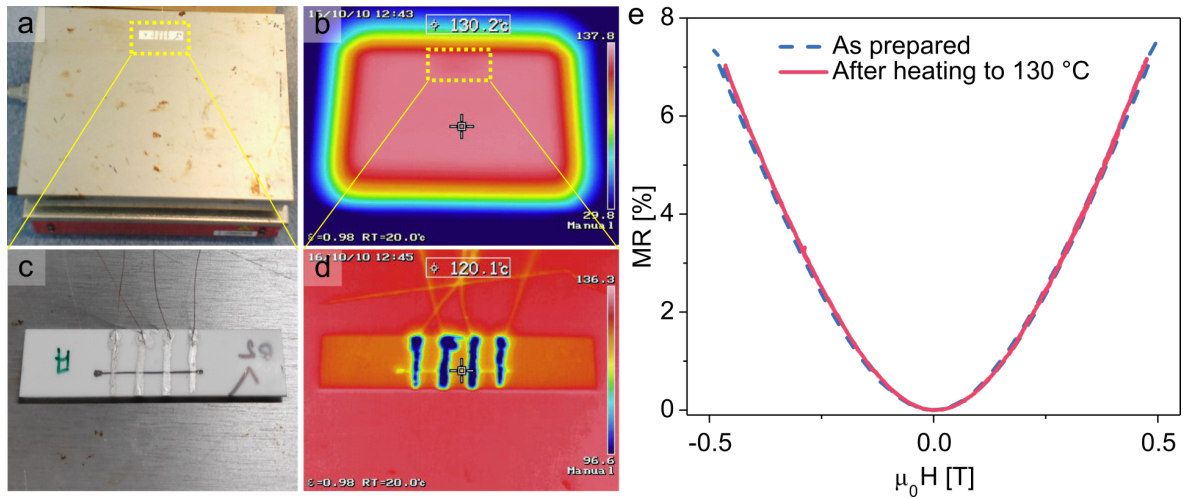 a
b
15/10/10 12:43
130.2℃
137.8
29.8
Manual
ε=0.98 RT=20.0℃
c
A
d
16/10/10 12:45
120.1℃
136.3
96.6
Manual
ε=0.98 RT=20.0℃
e
As prepared
After heating to 130 °C
MR [%]
8
6
4
2
0
-0.5
0.0
0.5
μ₀H [T]